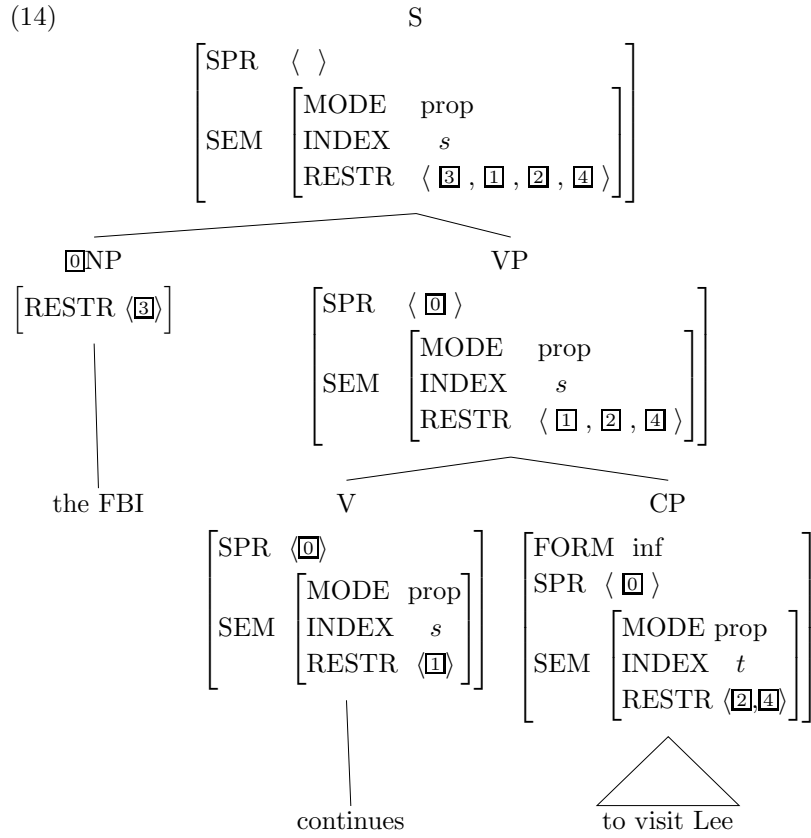 (14) S
SPR ⟨ ⟩
MODE prop
SEM INDEX s
RESTR ⟨ 3 , 1 , 2 , 4 ⟩
0NP VP
RESTR ⟨3⟩
SPR ⟨ 0 ⟩
MODE prop
SEM INDEX s
RESTR ⟨ 1 , 2 , 4 ⟩
the FBI V CP
SPR ⟨0⟩
MODE prop
SEM INDEX s
RESTR ⟨1⟩
FORM inf
SPR ⟨ 0 ⟩
MODE prop
SEM INDEX t
RESTR ⟨2,4⟩
continues to visit Lee